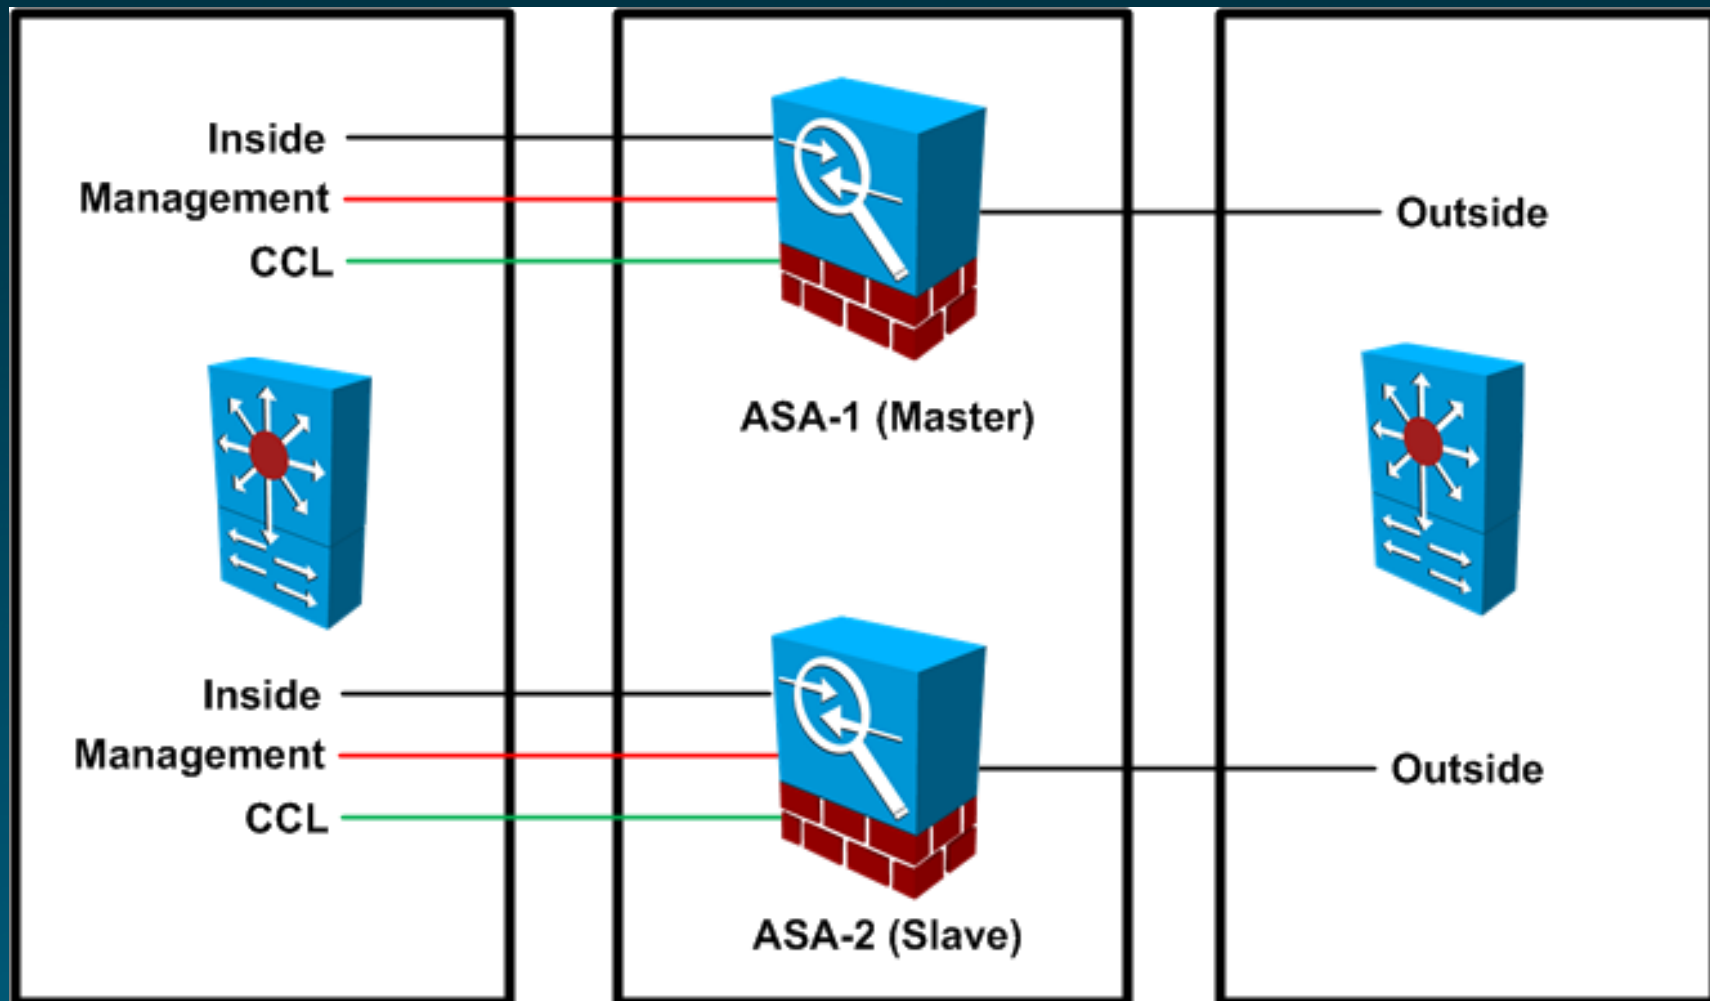 Inside
Management
CCL
Outside
ASA-1 (Master)
Inside
Management
CCL
Outside
ASA-2 (Slave)